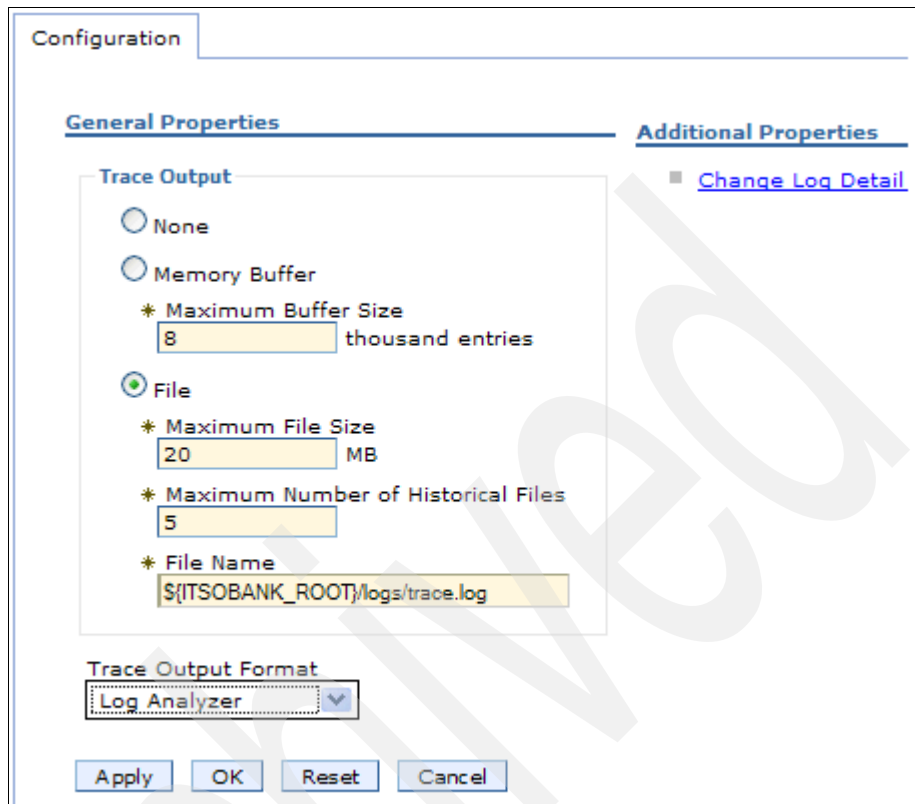 Configuration
General Properties
Additional Properties
Trace Output
Change Log Detail
None
Memory Buffer
* Maximum Buffer Size
8 thousand entries
File
* Maximum File Size
20 MB
* Maximum Number of Historical Files
5
* File Name
${ITSOBANK_ROOT}/logs/trace.log
Trace Output Format
Log Analyzer
Apply OK Reset Cancel